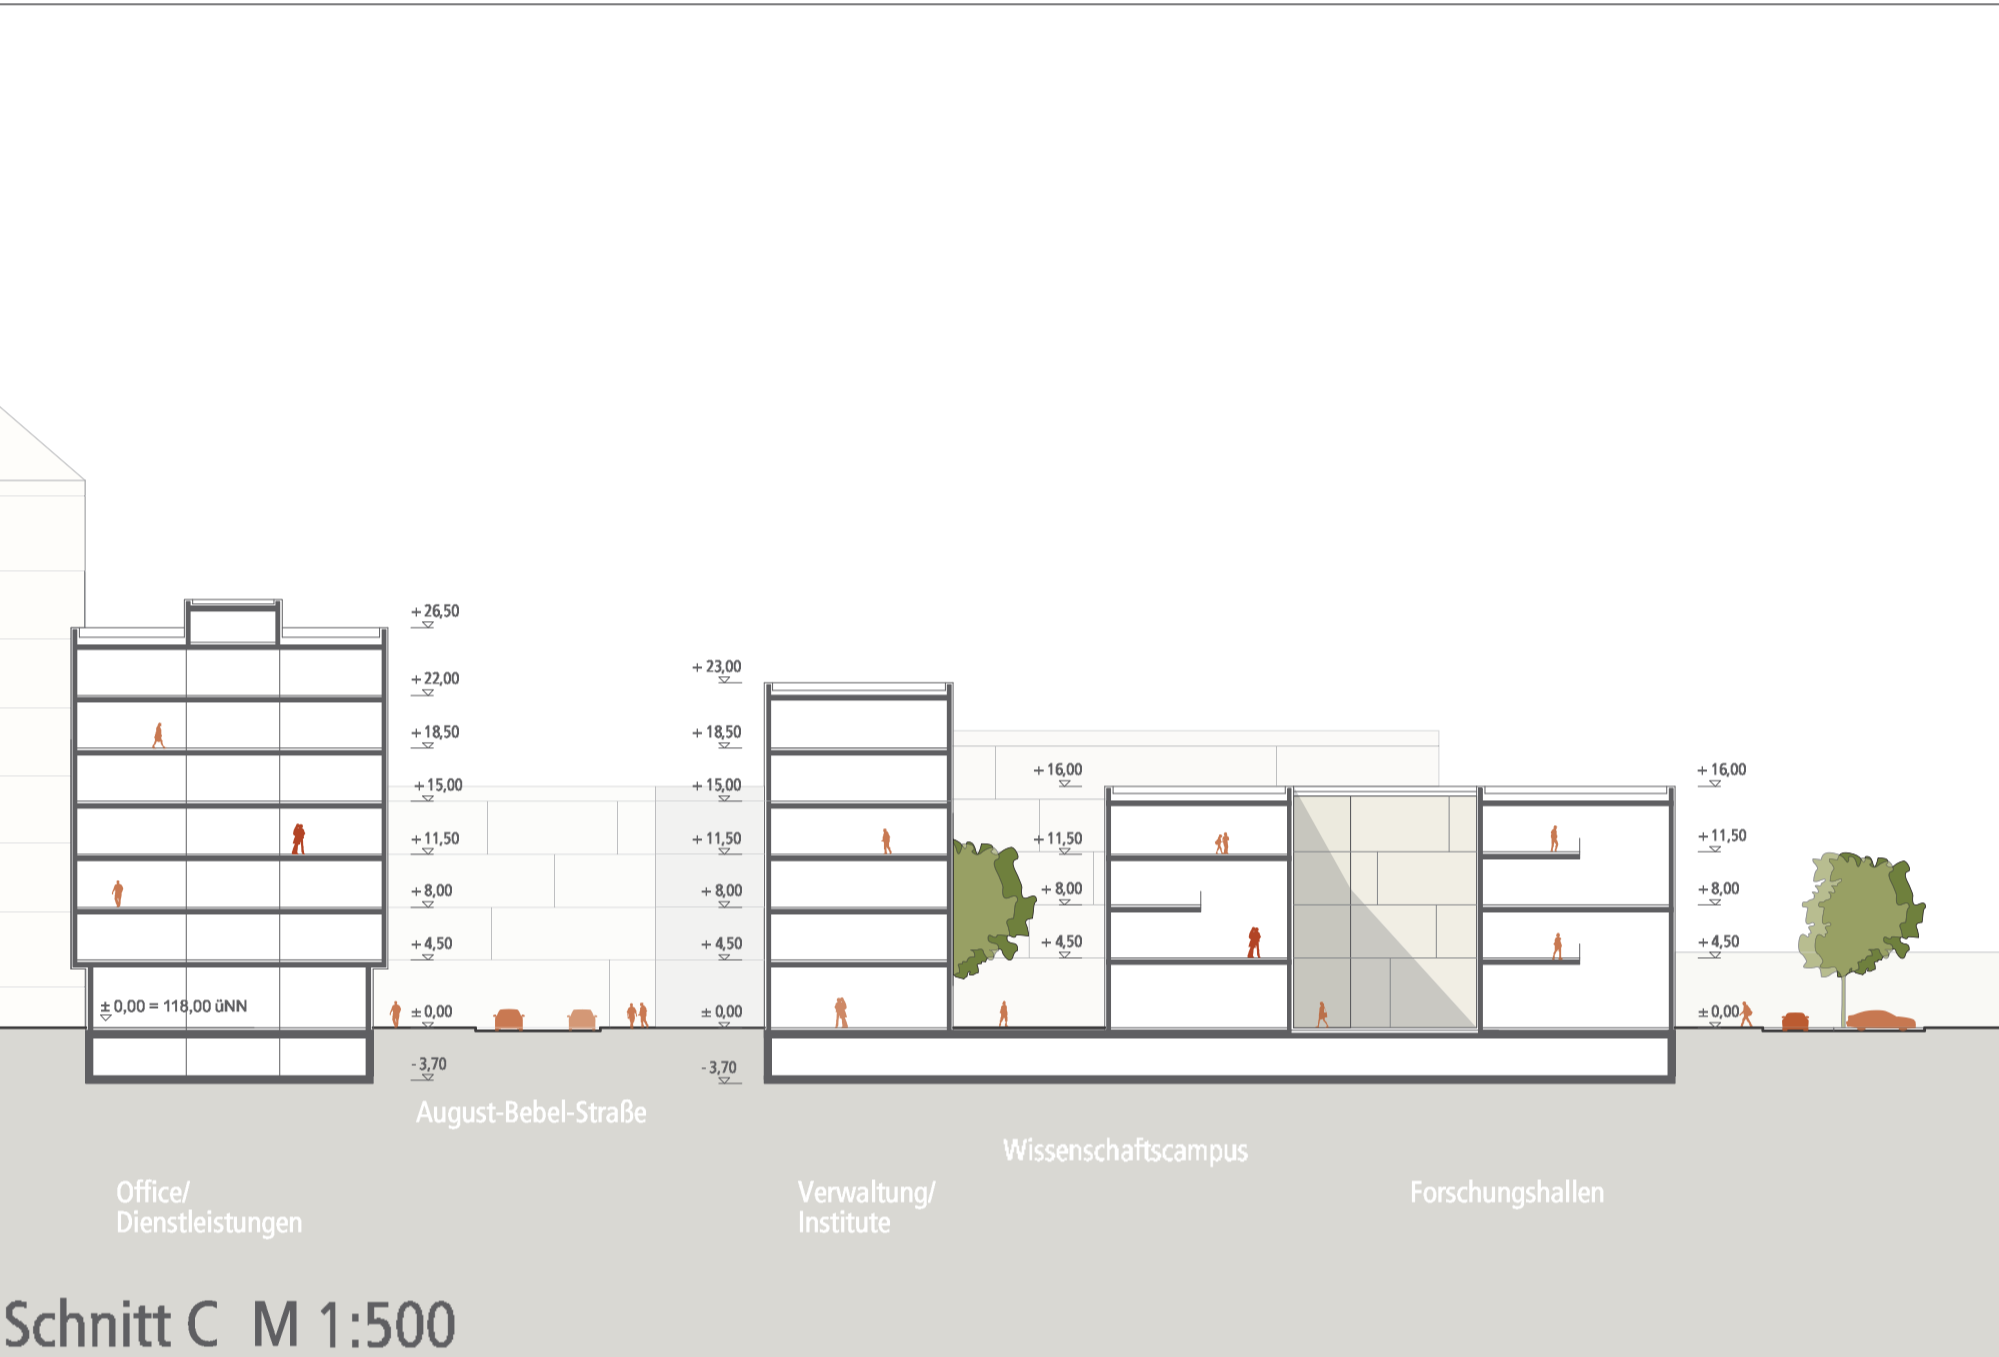 + 26,50
+ 22,00
+ 18,50
+ 15,00
+ 11,50
+ 8,00
+ 4,50
± 0,00
- 3,70
± 0,00 = 118,00 üNN
+ 23,00
+ 18,50
+ 15,00
+ 11,50
+ 8,00
+ 4,50
± 0,00
- 3,70
+ 16,00
+ 11,50
+ 8,00
+ 4,50
+ 16,00
+ 11,50
+ 8,00
+ 4,50
± 0,00
August-Bebel-Straße
Wissenschaftscampus
Office/
Dienstleistungen
Verwaltung/
Institute
Forschungshallen
Schnitt C M 1:500